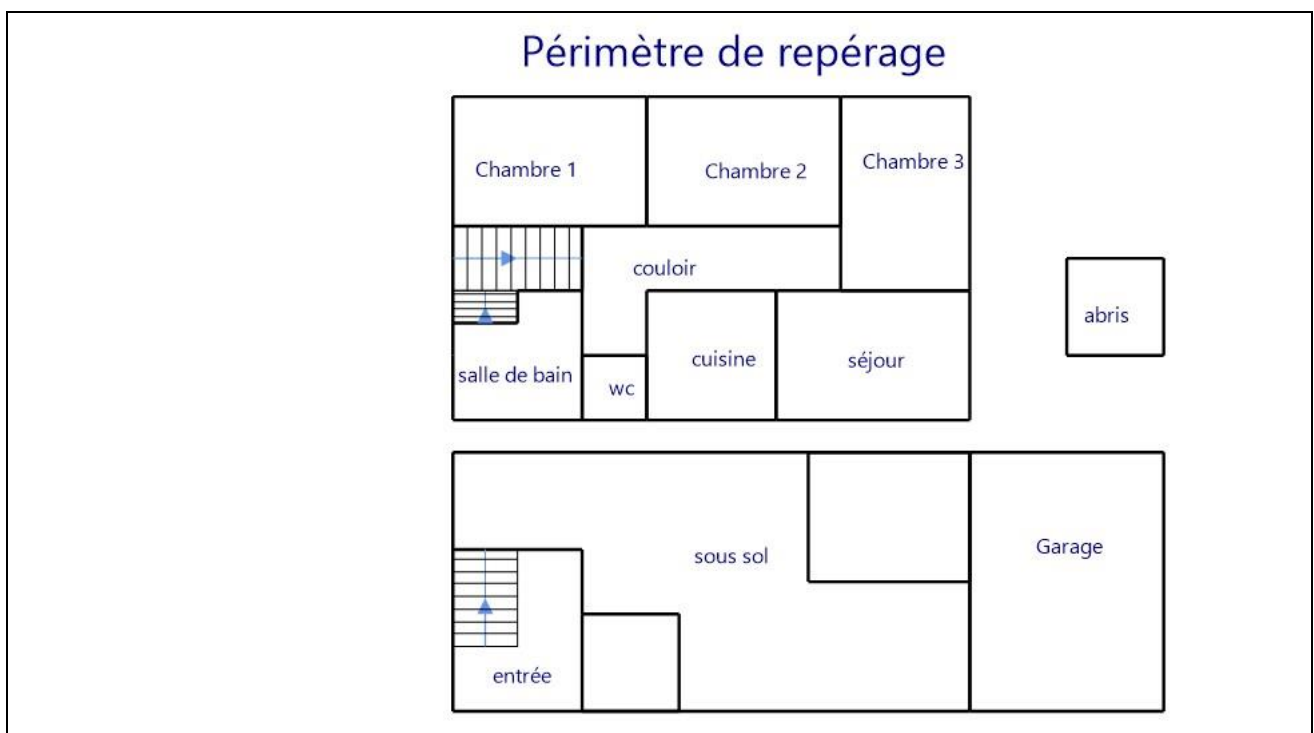 Périmètre de repérage
Chambre 1
Chambre 2
Chambre 3
couloir
abris
salle de bain
wc
cuisine
séjour
sous sol
Garage
entrée